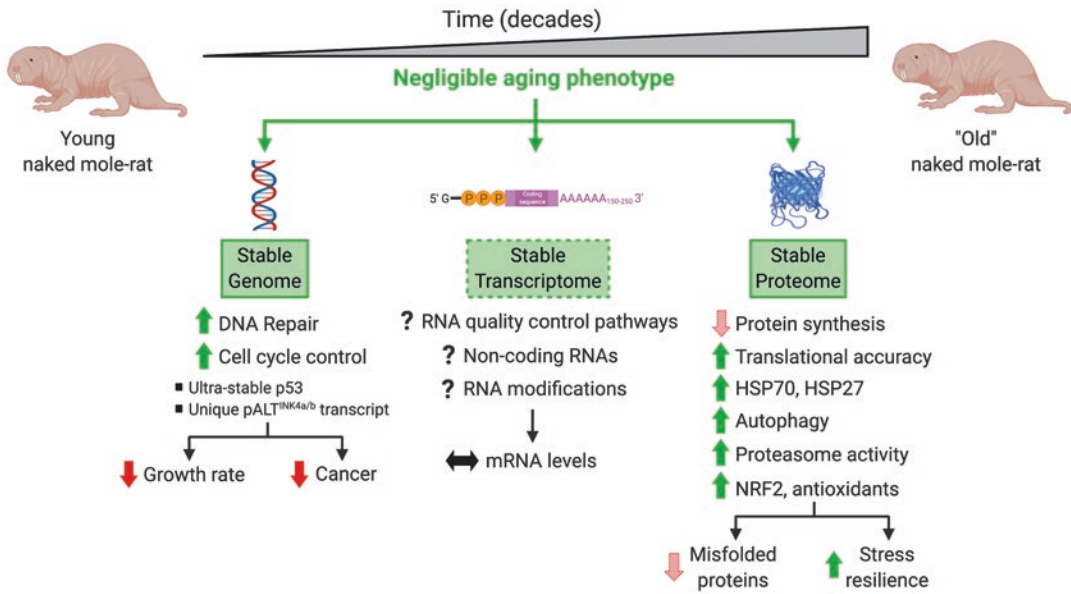 Time (decades)
Negligible aging phenotype
Young
naked mole-rat
"Old"
naked mole-rat
5' G P P P Coding sequence AAAAAA150-250 3'
Stable
Genome
DNA Repair
Cell cycle control
Ultra-stable p53
Unique pALTINK4a/b transcript
Growth rate
Cancer
Stable
Transcriptome
? RNA quality control pathways
? Non-coding RNAs
? RNA modifications
mRNA levels
Stable
Proteome
Protein synthesis
Translational accuracy
HSP70, HSP27
Autophagy
Proteasome activity
NRF2, antioxidants
Misfolded
proteins
Stress
resilience